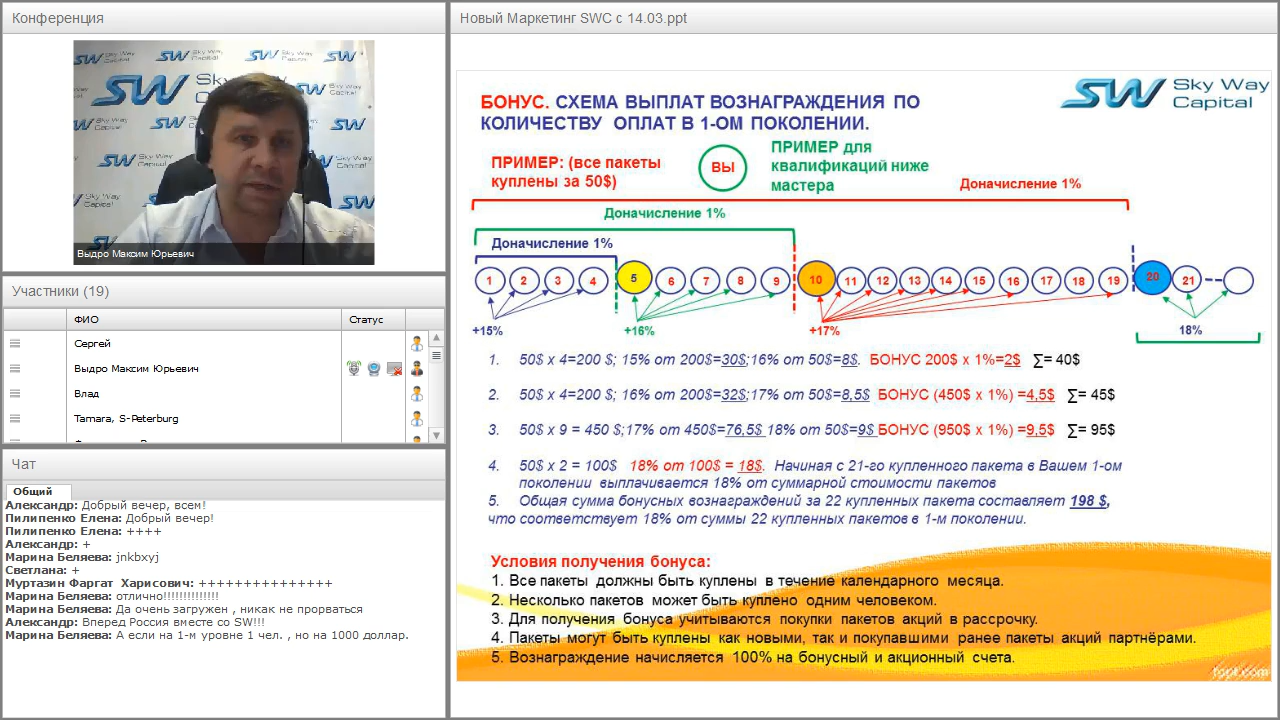 Конференция
SW
Sky Way
Capital
Выдро Максим Юрьевич
Участники (19)
ФИО
Статус
Сергей
Выдро Максим Юрьевич
Влад
Tamara, S-Peterburg
Чат
Общий
Александр: Добрый вечер, всем!
Пилипенко Елена: Добрый вечер!
Пилипенко Елена: ++++
Александр: +
Марина Беляева: jnkbxyj
Светлана: +
Муртазин Фаргат Харисович: +++++++++++++++
Марина Беляева: отлично!!!!!!!!!!!!!!
Марина Беляева: Да очень загружен , никак не прорваться
Александр: Вперед Россия вместе со SW!!!
Марина Беляева: А если на 1-м уровне 1 чел. , но на 1000 доллар.
Новый Маркетинг SWC с 14.03.ppt
SW Sky Way
Capital
БОНУС. СХЕМА ВЫПЛАТ ВОЗНАГРАЖДЕНИЯ ПО
КОЛИЧЕСТВУ ОПЛАТ В 1-ОМ ПОКОЛЕНИИ.
ПРИМЕР: (все пакеты
куплены за 50$)
ВЫ
ПРИМЕР для
квалификаций ниже
мастера
Доначисление 1%
Доначисление 1%
Доначисление 1%
1 2 3 4 5 6 7 8 9 10 11 12 13 14 15 16 17 18 19 20 21
+15% +16% +17% 18%
1. 50$ x 4=200 $; 15% от 200$=30$;16% от 50$=8$. БОНУС 200$ x 1%=2$ ∑= 40$
2. 50$ x 4=200 $; 16% от 200$=32$;17% от 50$=8,5$ БОНУС (450$ x 1%) =4,5$ ∑= 45$
3. 50$ x 9 = 450 $;17% от 450$=76,5$ 18% от 50$=9$ БОНУС (950$ x 1%) =9,5$ ∑= 95$
4. 50$ x 2 = 100$ 18% от 100$ = 18$. Начиная с 21-го купленного пакета в Вашем 1-ом
поколении выплачивается 18% от суммарной стоимости пакетов
5. Общая сумма бонусных вознаграждений за 22 купленных пакета составляет 198 $,
что соответствует 18% от суммы 22 купленных пакетов в 1-м поколении.
Условия получения бонуса:
1. Все пакеты должны быть куплены в течение календарного месяца.
2. Несколько пакетов может быть куплено одним человеком.
3. Для получения бонуса учитываются покупки пакетов акций в рассрочку.
4. Пакеты могут быть куплены как новыми, так и покупавшими ранее пакеты акций партнёрами.
5. Вознаграждение начисляется 100% на бонусный и акционный счета.